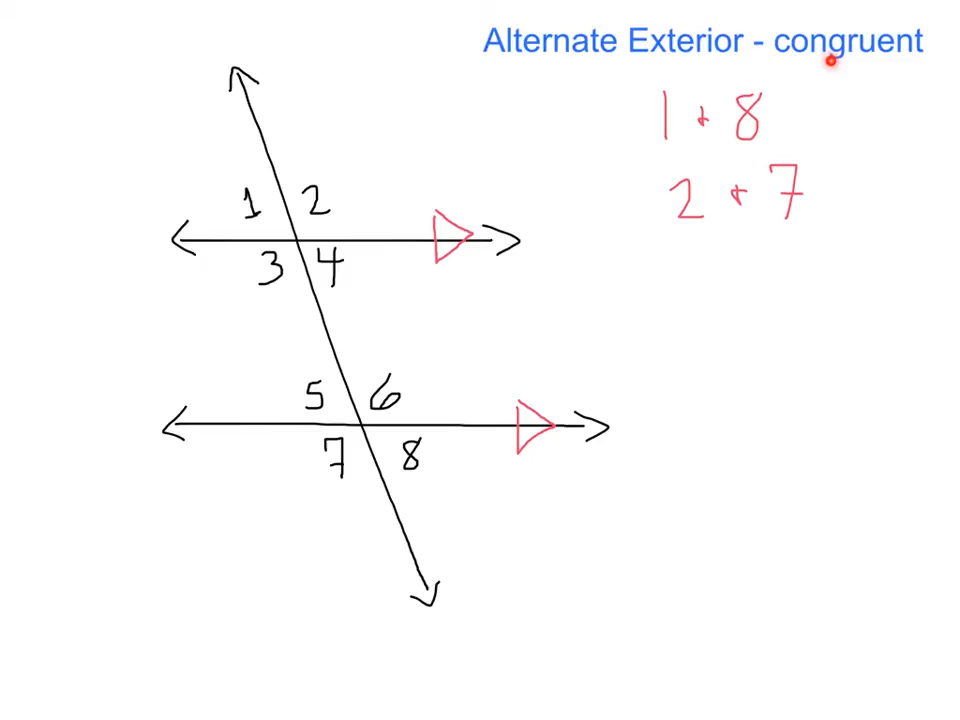 Alternate Exterior - congruent
1 + 8
2 + 7
1 2
3 4
5 6
7 8